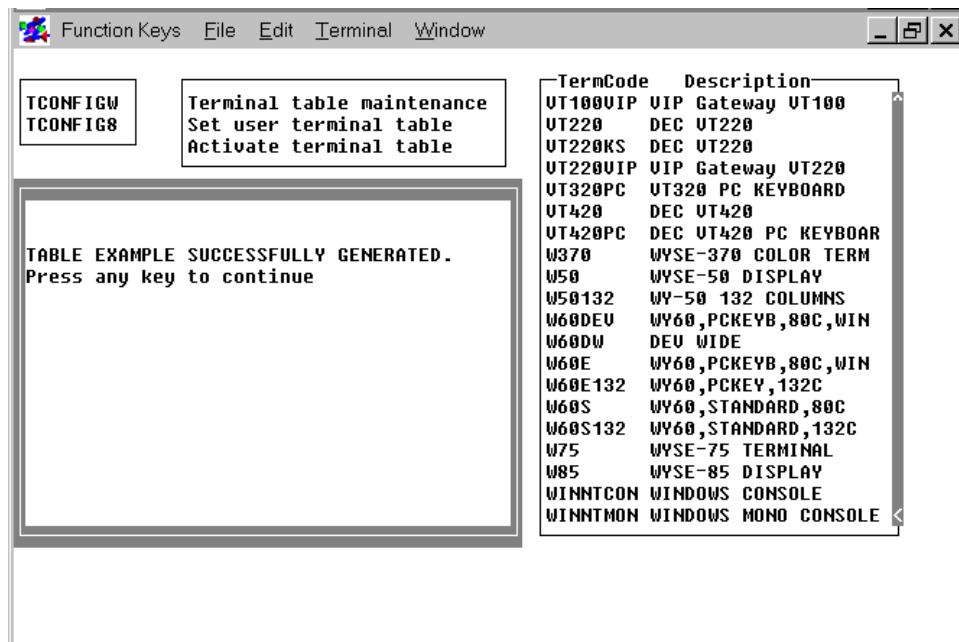 Function Keys File Edit Terminal Window
TCONFIGW
TCONFIG8
Terminal table maintenance
Set user terminal table
Activate terminal table
TABLE EXAMPLE SUCCESSFULLY GENERATED.
Press any key to continue
TermCode Description
VT100VIP VIP Gateway VT100
VT220 DEC VT220
VT220KS DEC VT220
VT220VIP VIP Gateway VT220
VT320PC VT320 PC KEYBOARD
VT420 DEC VT420
VT420PC DEC VT420 PC KEYBOAR
W370 WYSE-370 COLOR TERM
W50 WYSE-50 DISPLAY
W50132 WY-50 132 COLUMNS
W60DEV WY60,PCKEYB,80C,WIN
W60DW DEV WIDE
W60E WY60,PCKEYB,80C,WIN
W60E132 WY60,PCKEY,132C
W60S WY60,STANDARD,80C
W60S132 WY60,STANDARD,132C
W75 WYSE-75 TERMINAL
W85 WYSE-85 DISPLAY
WINNTCON WINDOWS CONSOLE
WINNTMON WINDOWS MONO CONSOLE